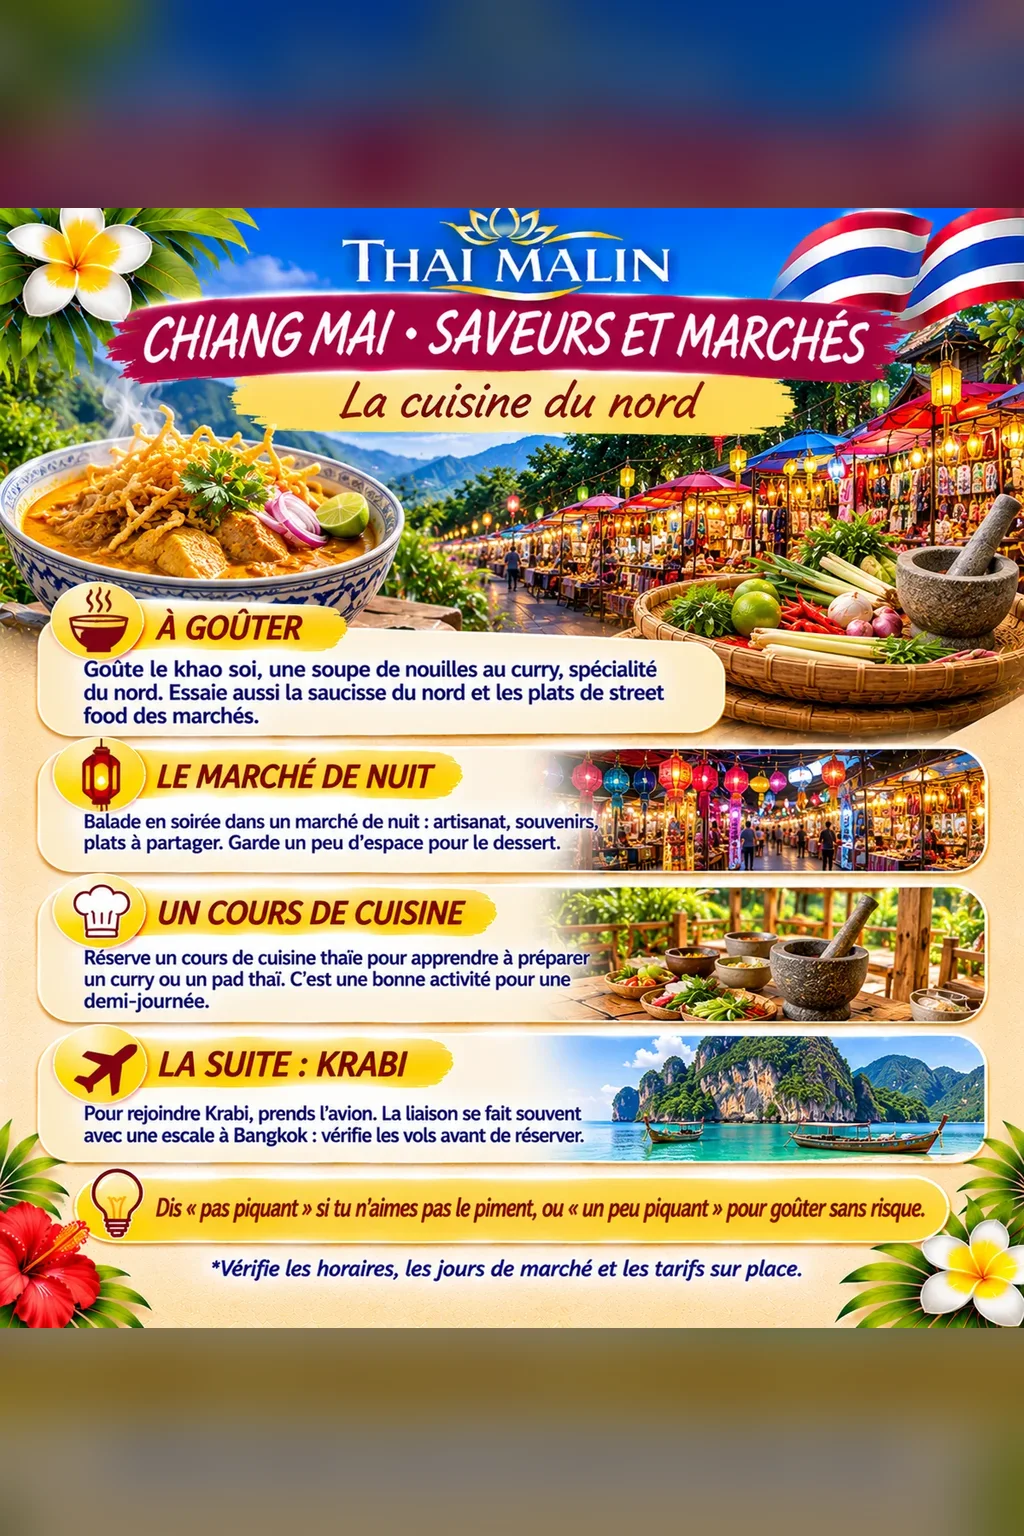 THAI MALIN
CHIANG MAI • SAVEURS ET MARCHÉS
La cuisine du nord
À GOÛTER
Goûte le khao soi, une soupe de nouilles au curry, spécialité
du nord. Essaie aussi la saucisse du nord et les plats de street
food des marchés.
LE MARCHÉ DE NUIT
Balade en soirée dans un marché de nuit : artisanat, souvenirs,
plats à partager. Garde un peu d'espace pour le dessert.
UN COURS DE CUISINE
Réserve un cours de cuisine thaïe pour apprendre à préparer
un curry ou un pad thaï. C'est une bonne activité pour une
demi-journée.
LA SUITE : KRABI
Pour rejoindre Krabi, prends l'avion. La liaison se fait souvent
avec une escale à Bangkok : vérifie les vols avant de réserver.
Dis « pas piquant » si tu n'aimes pas le piment, ou « un peu piquant » pour goûter sans risque.
*Vérifie les horaires, les jours de marché et les tarifs sur place.